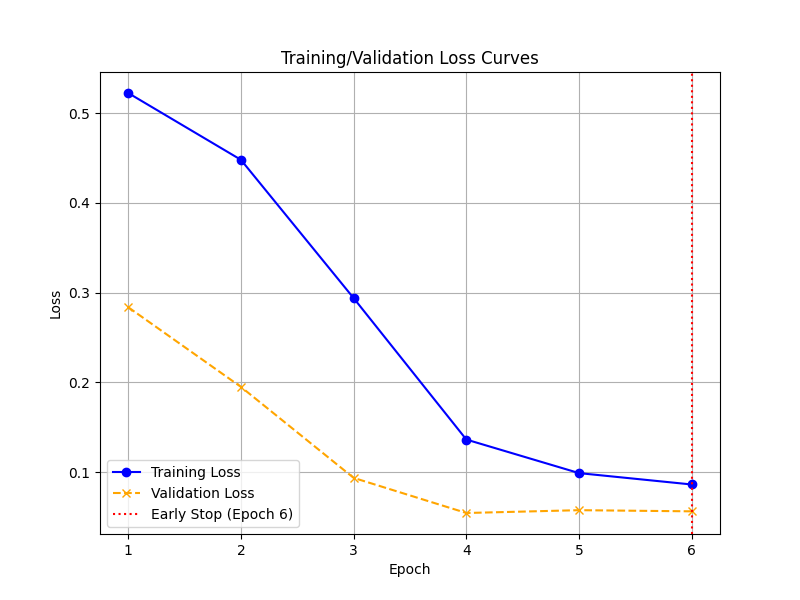 Training/Validation Loss Curves
Loss
0.5
0.4
0.3
0.2
0.1
Training Loss
Validation Loss
Early Stop (Epoch 6)
1 2 3 4 5 6
Epoch